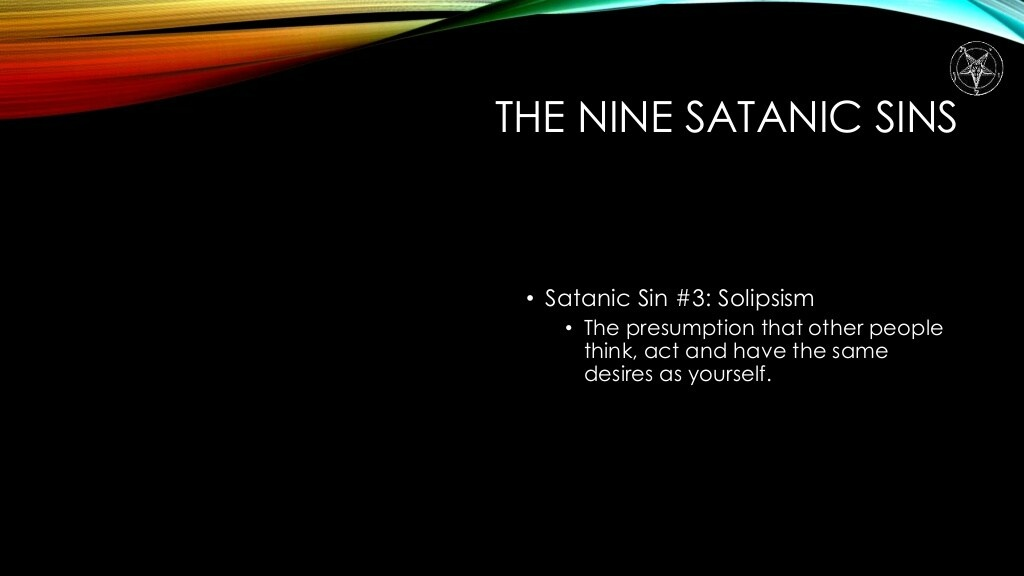 THE NINE SATANIC SINS
• Satanic Sin #3: Solipsism
• The presumption that other people
think, act and have the same
desires as yourself.